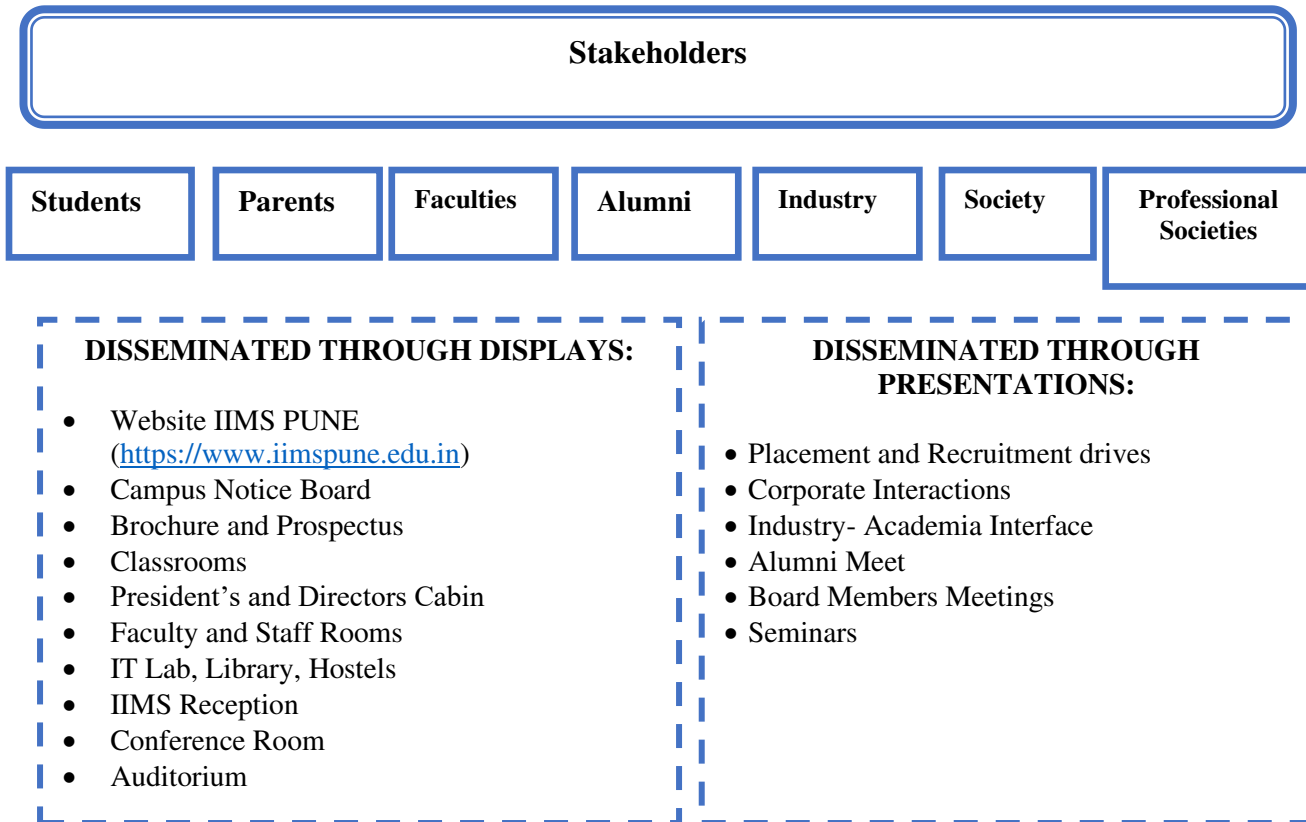 Stakeholders
Students
Parents
Faculties
Alumni
Industry
Society
Professional
Societies
DISSEMINATED THROUGH DISPLAYS:
• Website IIMS PUNE
(https://www.iimspune.edu.in)
• Campus Notice Board
• Brochure and Prospectus
• Classrooms
• President’s and Directors Cabin
• Faculty and Staff Rooms
• IT Lab, Library, Hostels
• IIMS Reception
• Conference Room
• Auditorium
DISSEMINATED THROUGH
PRESENTATIONS:
• Placement and Recruitment drives
• Corporate Interactions
• Industry- Academia Interface
• Alumni Meet
• Board Members Meetings
• Seminars